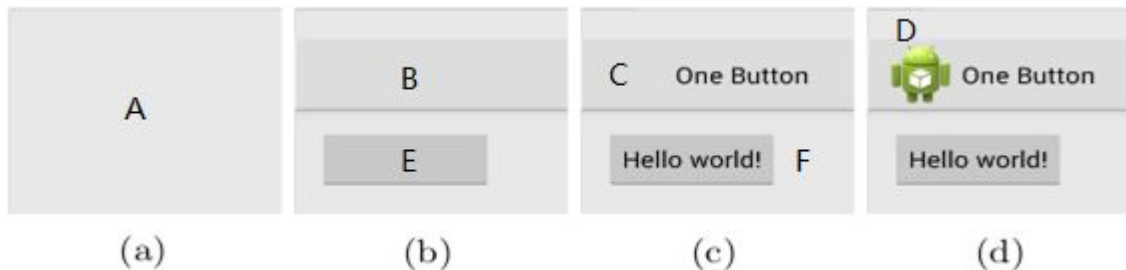 A
(a)
B
E
(b)
C One Button
Hello world! F
(c)
D
One Button
Hello world!
(d)